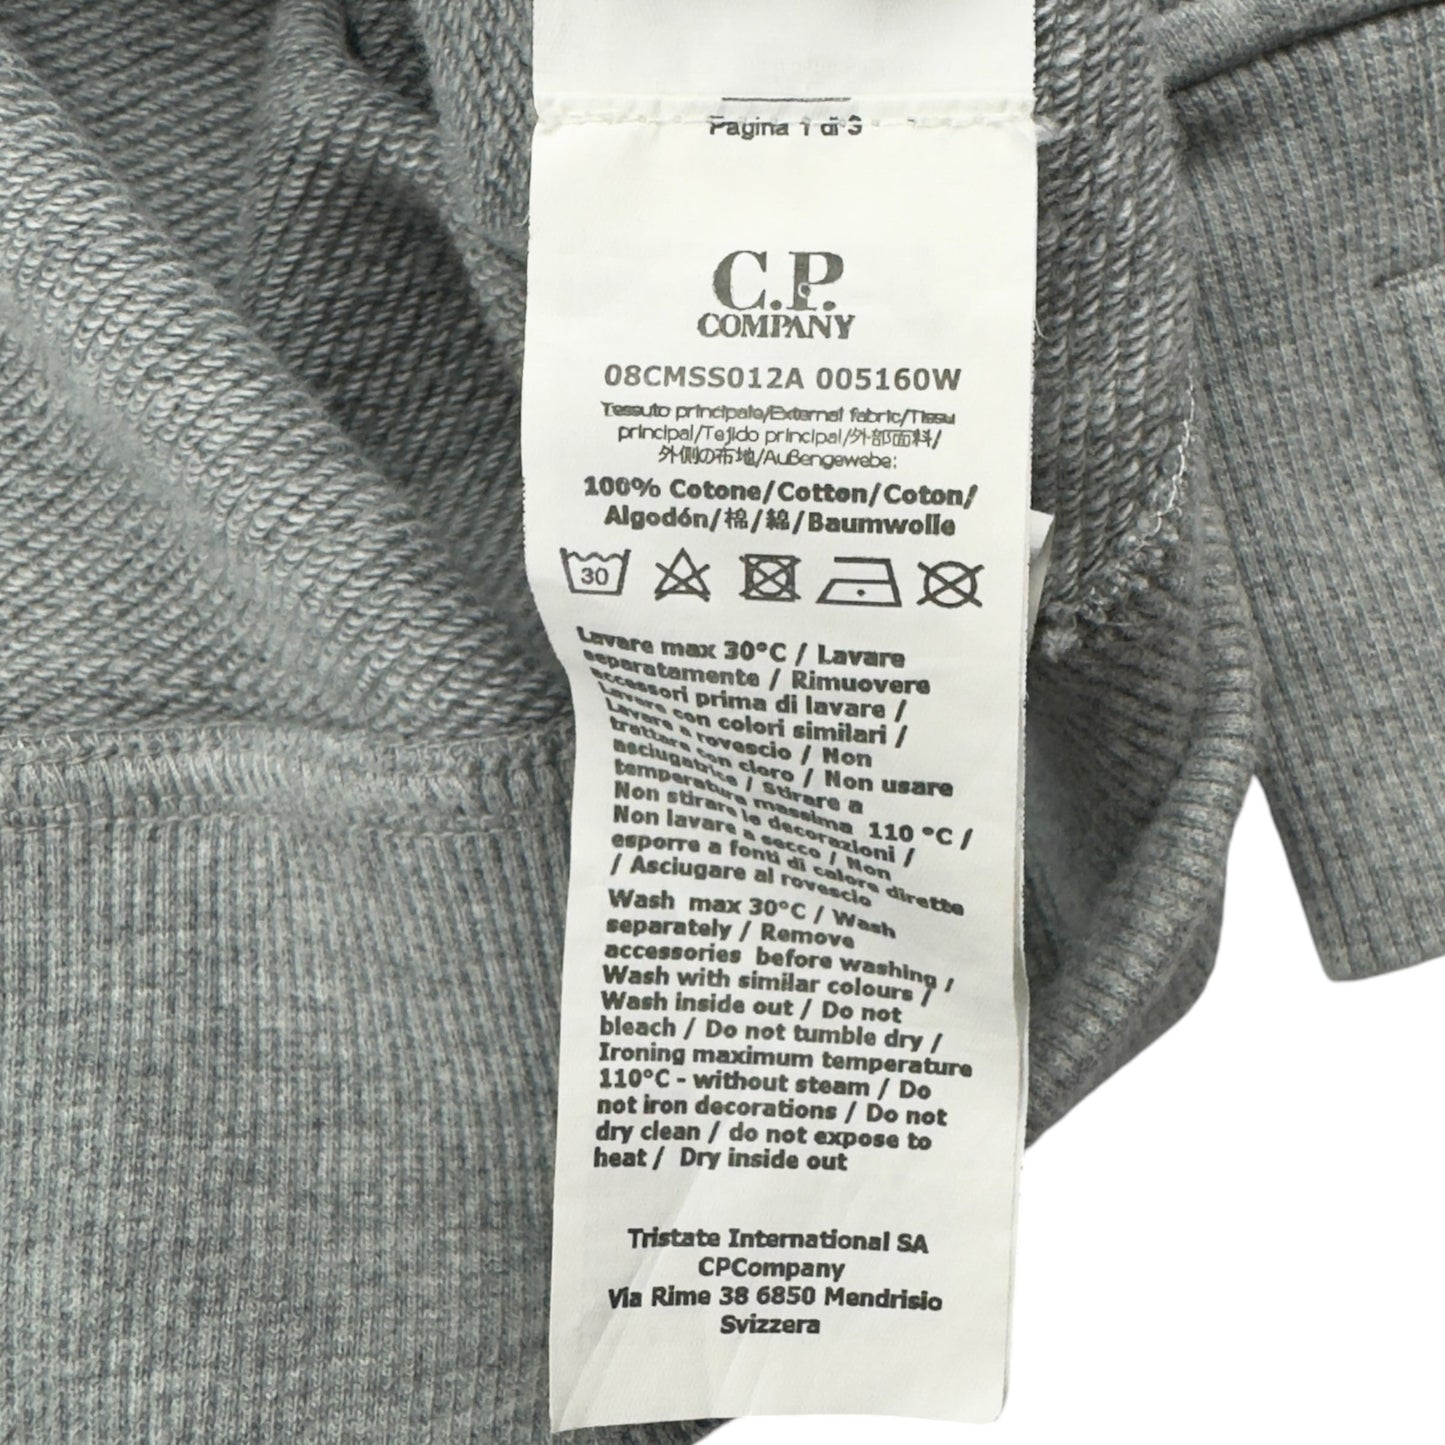 Pagina 1 di 3
C.P.
COMPANY
08CMSS012A 005160W
Tessuto principale/External fabric/Tissu
principal/Tejido principal/外部面料/
外側の布地/Außengewebe:
100% Cotone/Cotton/Coton/
Algodón/棉/綿/Baumwolle
30
Lavare max 30°C / Lavare
separatamente / Rimuovere
accessori prima di lavare /
Lavare con colori similari /
Lavare a rovescio / Non
trattare con cloro / Non usare
asciugatrice / Stirare a
temperatura massima 110 °C /
Non stirare le decorazioni /
Non lavare a secco / Non
esporre a fonti di calore dirette
/ Asciugare al rovescio
Wash max 30°C / Wash
separately / Remove
accessories before washing /
Wash with similar colours /
Wash inside out / Do not
bleach / Do not tumble dry /
Ironing maximum temperature
110°C - without steam / Do
not iron decorations / Do not
dry clean / do not expose to
heat / Dry inside out
Tristate International SA
CPCompany
Via Rime 38 6850 Mendrisio
Svizzera